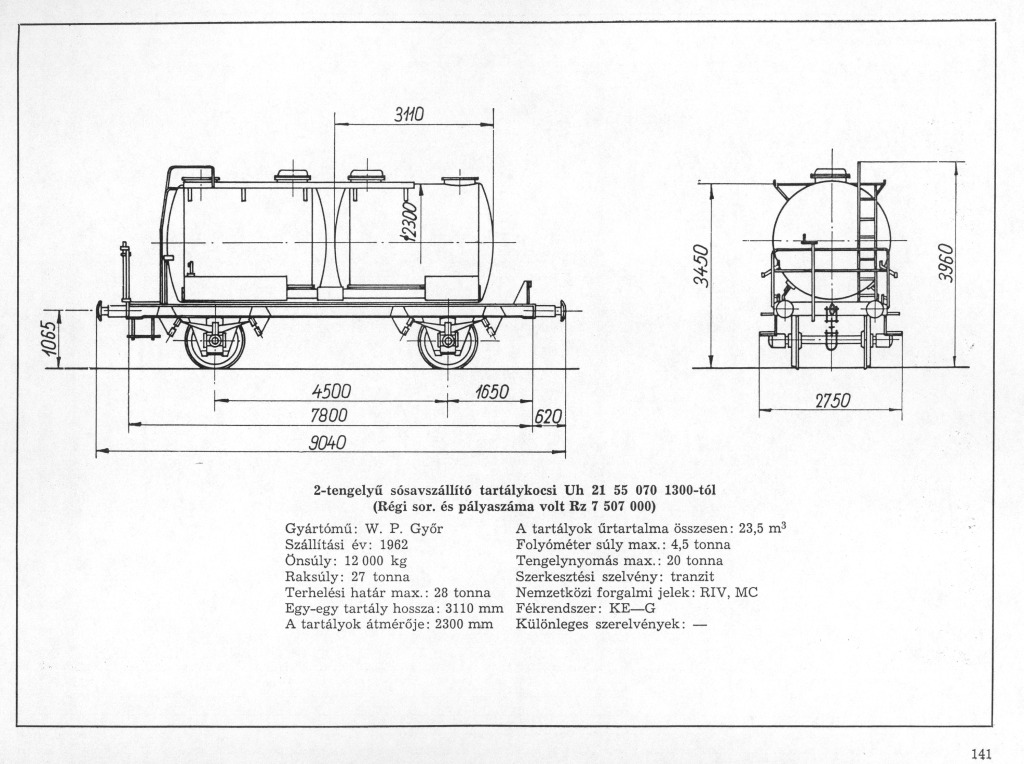 3110
12300
3450
3960
1065
4500
1650
7800
620
9040
2750
2-tengelyű sósavszállító tartálykocsi Uh 21 55 070 1300-tól
(Régi sor. és pályaszáma volt Rz 7 507 000)
Gyártómű: W. P. Győr
Szállítási év: 1962
Önsúly: 12 000 kg
Raksúly: 27 tonna
Terhelési határ max.: 28 tonna
Egy-egy tartály hossza: 3110 mm
A tartályok átmérője: 2300 mm
A tartályok űrtartalma összesen: 23,5 m³
Folyóméter súly max.: 4,5 tonna
Tengelynyomás max.: 20 tonna
Szerkesztési szelvény: tranzit
Nemzetközi forgalmi jelek: RIV, MC
Fékrendszer: KE—G
Különleges szerelvények: —
141